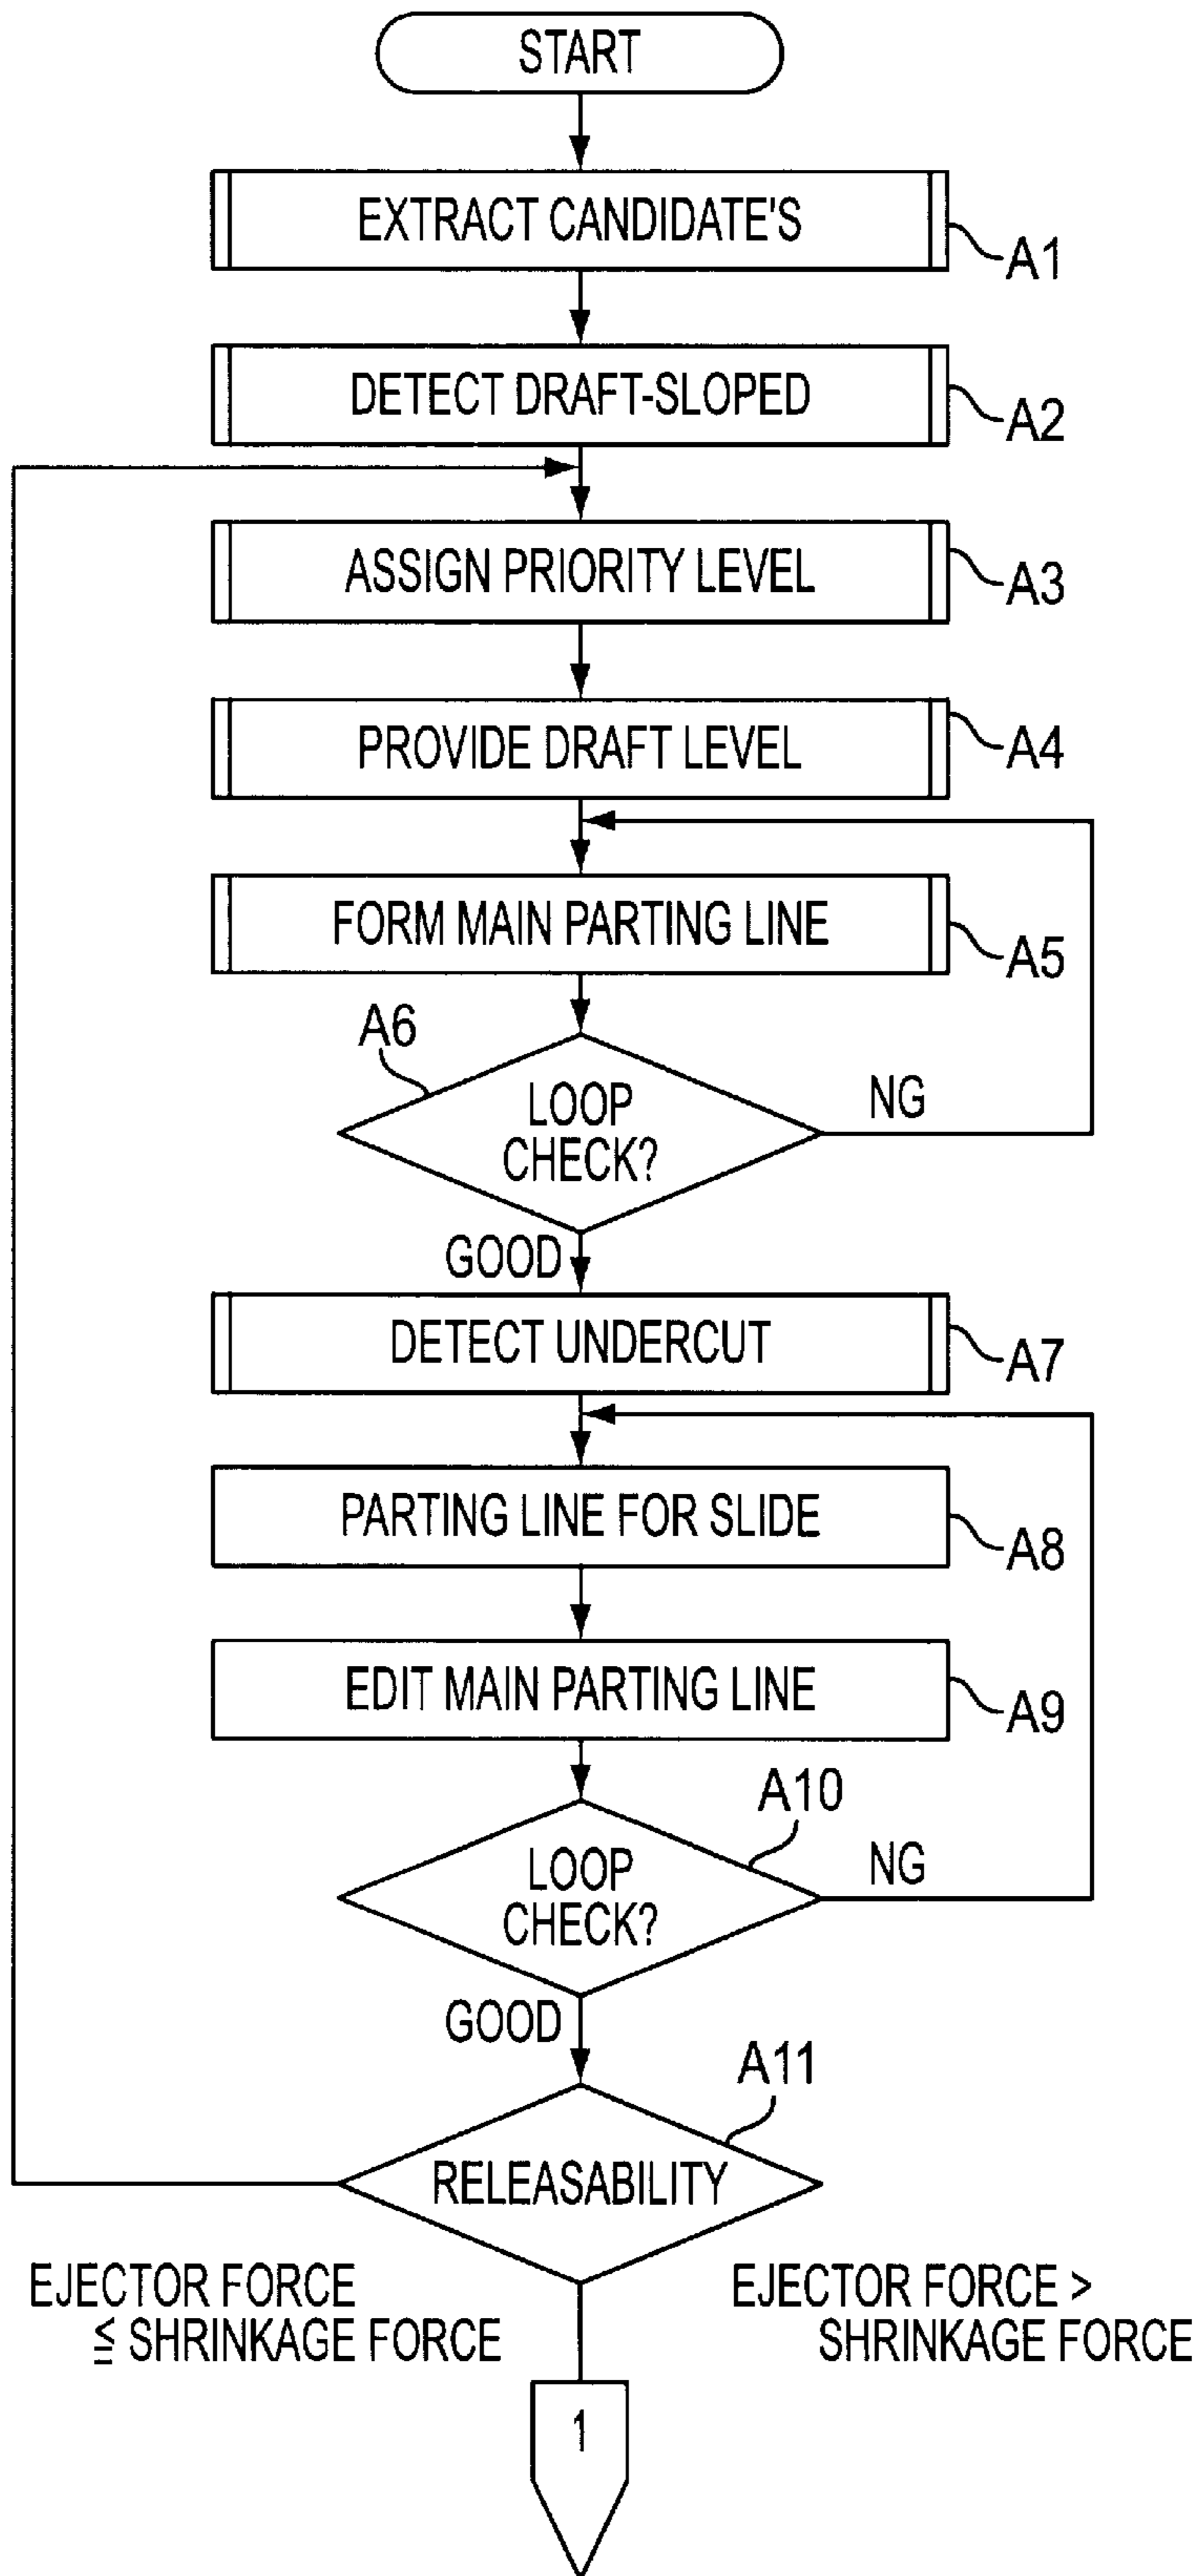 START
EXTRACT CANDIDATE'S
A1
DETECT DRAFT-SLOPED
A2
ASSIGN PRIORITY LEVEL
A3
PROVIDE DRAFT LEVEL
A4
FORM MAIN PARTING LINE
A5
A6
LOOP
CHECK?
NG
GOOD
DETECT UNDERCUT
A7
PARTING LINE FOR SLIDE
A8
EDIT MAIN PARTING LINE
A9
A10
LOOP
CHECK?
NG
GOOD
A11
RELEASABILITY
EJECTOR FORCE
≦ SHRINKAGE FORCE
EJECTOR FORCE >
SHRINKAGE FORCE
1